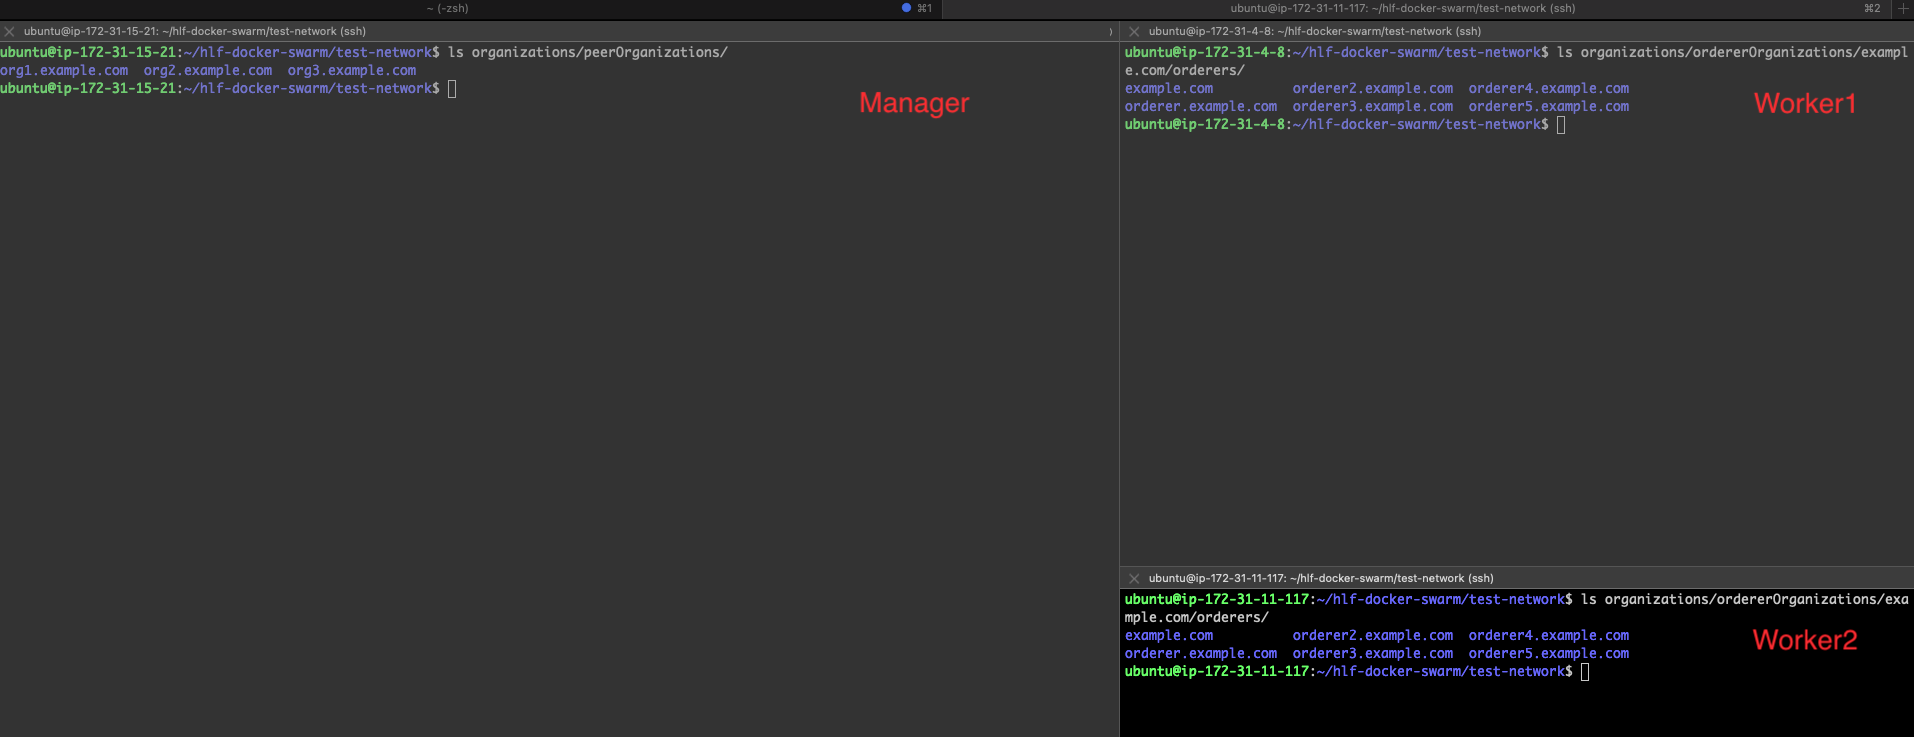 ~ (-zsh)
⌘1
ubuntu@ip-172-31-11-117: ~/hlf-docker-swarm/test-network (ssh)
⌘2
ubuntu@ip-172-31-15-21: ~/hlf-docker-swarm/test-network (ssh)
ubuntu@ip-172-31-15-21:~/hlf-docker-swarm/test-network$ ls organizations/peerOrganizations/
org1.example.com  org2.example.com  org3.example.com
ubuntu@ip-172-31-15-21:~/hlf-docker-swarm/test-network$
Manager
ubuntu@ip-172-31-4-8: ~/hlf-docker-swarm/test-network (ssh)
ubuntu@ip-172-31-4-8:~/hlf-docker-swarm/test-network$ ls organizations/ordererOrganizations/exampl
e.com/orderers/
example.com          orderer2.example.com  orderer4.example.com
orderer.example.com  orderer3.example.com  orderer5.example.com
ubuntu@ip-172-31-4-8:~/hlf-docker-swarm/test-network$
Worker1
ubuntu@ip-172-31-11-117: ~/hlf-docker-swarm/test-network (ssh)
ubuntu@ip-172-31-11-117:~/hlf-docker-swarm/test-network$ ls organizations/ordererOrganizations/exa
mple.com/orderers/
example.com          orderer2.example.com  orderer4.example.com
orderer.example.com  orderer3.example.com  orderer5.example.com
ubuntu@ip-172-31-11-117:~/hlf-docker-swarm/test-network$
Worker2